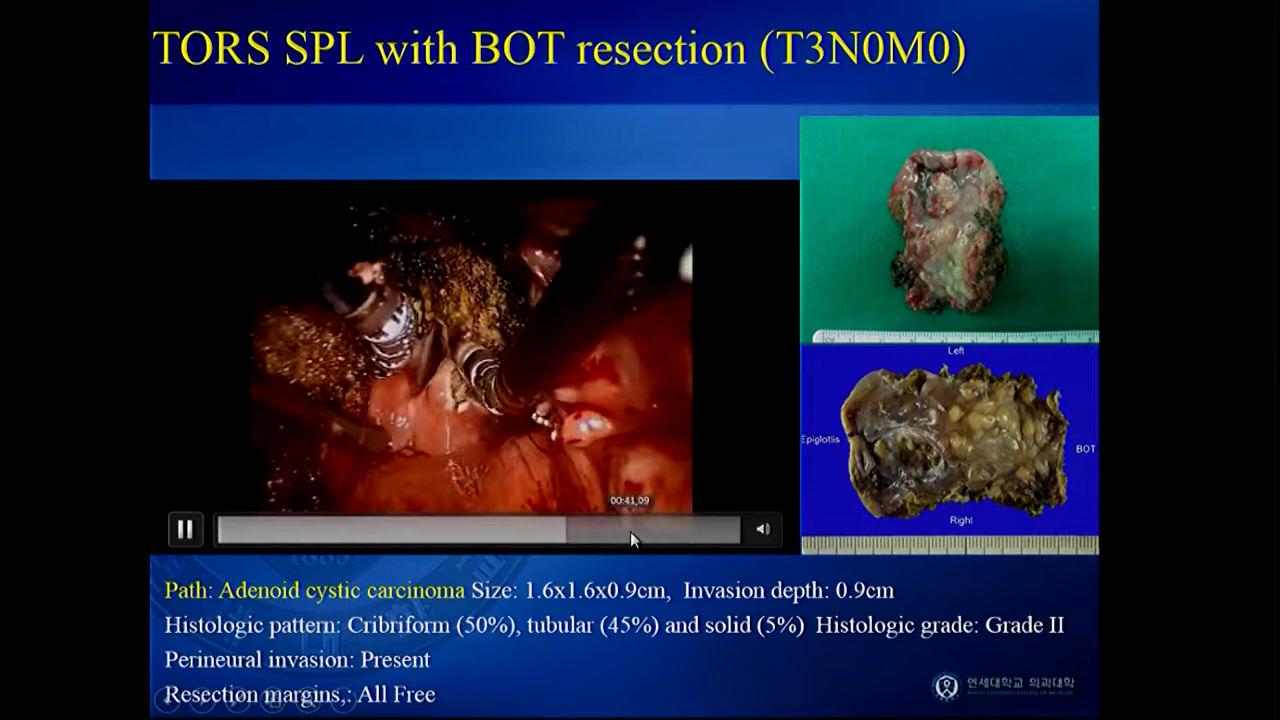 TORS SPL with BOT resection (T3N0M0)
Left
Epiglottis
BOT
Right
00:41,09
Path: Adenoid cystic carcinoma Size: 1.6x1.6x0.9cm, Invasion depth: 0.9cm
Histologic pattern: Cribriform (50%), tubular (45%) and solid (5%) Histologic grade: Grade II
Perineural invasion: Present
Resection margins,: All Free
연세대학교 의과대학